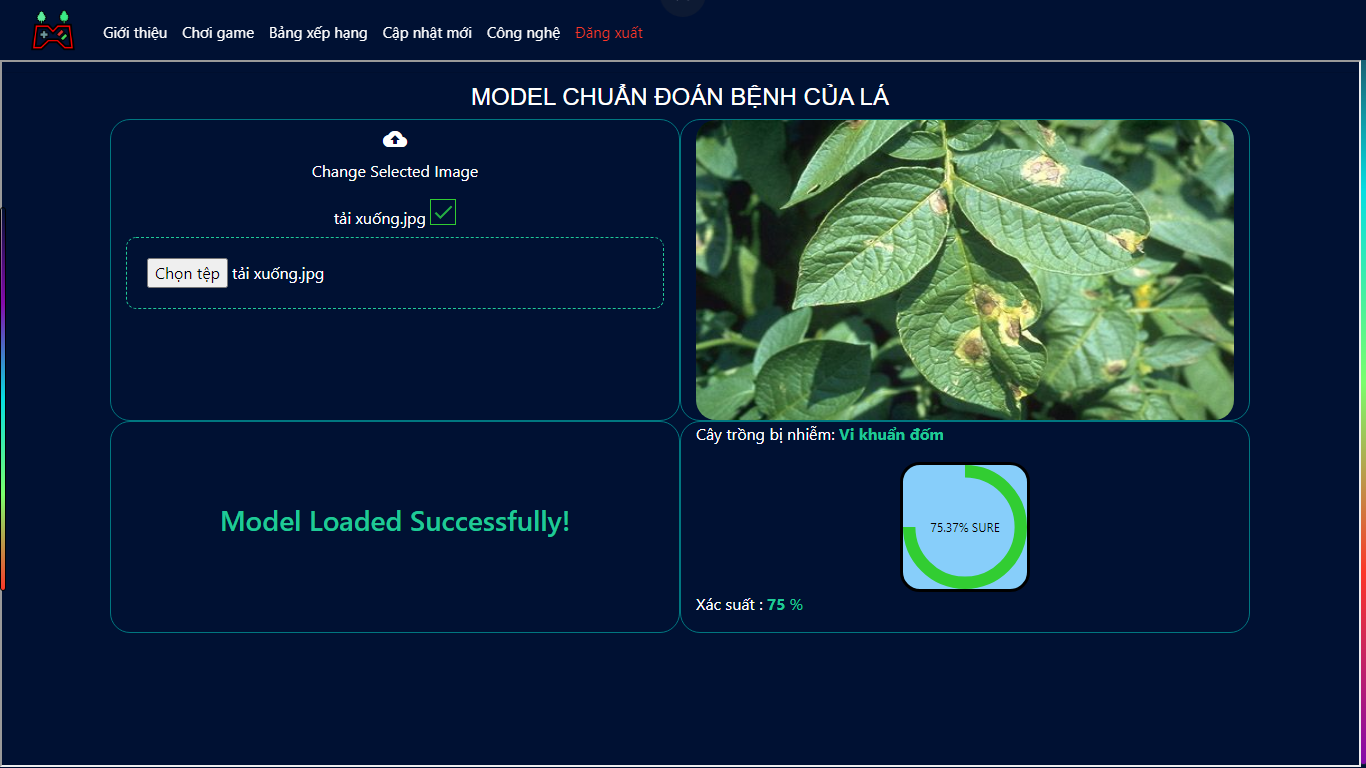 Giới thiệu Chơi game Bảng xếp hạng Cập nhật mới Công nghệ Đăng xuất
MODEL CHUẨN ĐOÁN BỆNH CỦA LÁ
Change Selected Image
tải xuống.jpg
Chọn tệp tải xuống.jpg
Model Loaded Successfully!
Cây trồng bị nhiễm: Vi khuẩn đốm
75.37% SURE
Xác suất : 75 %